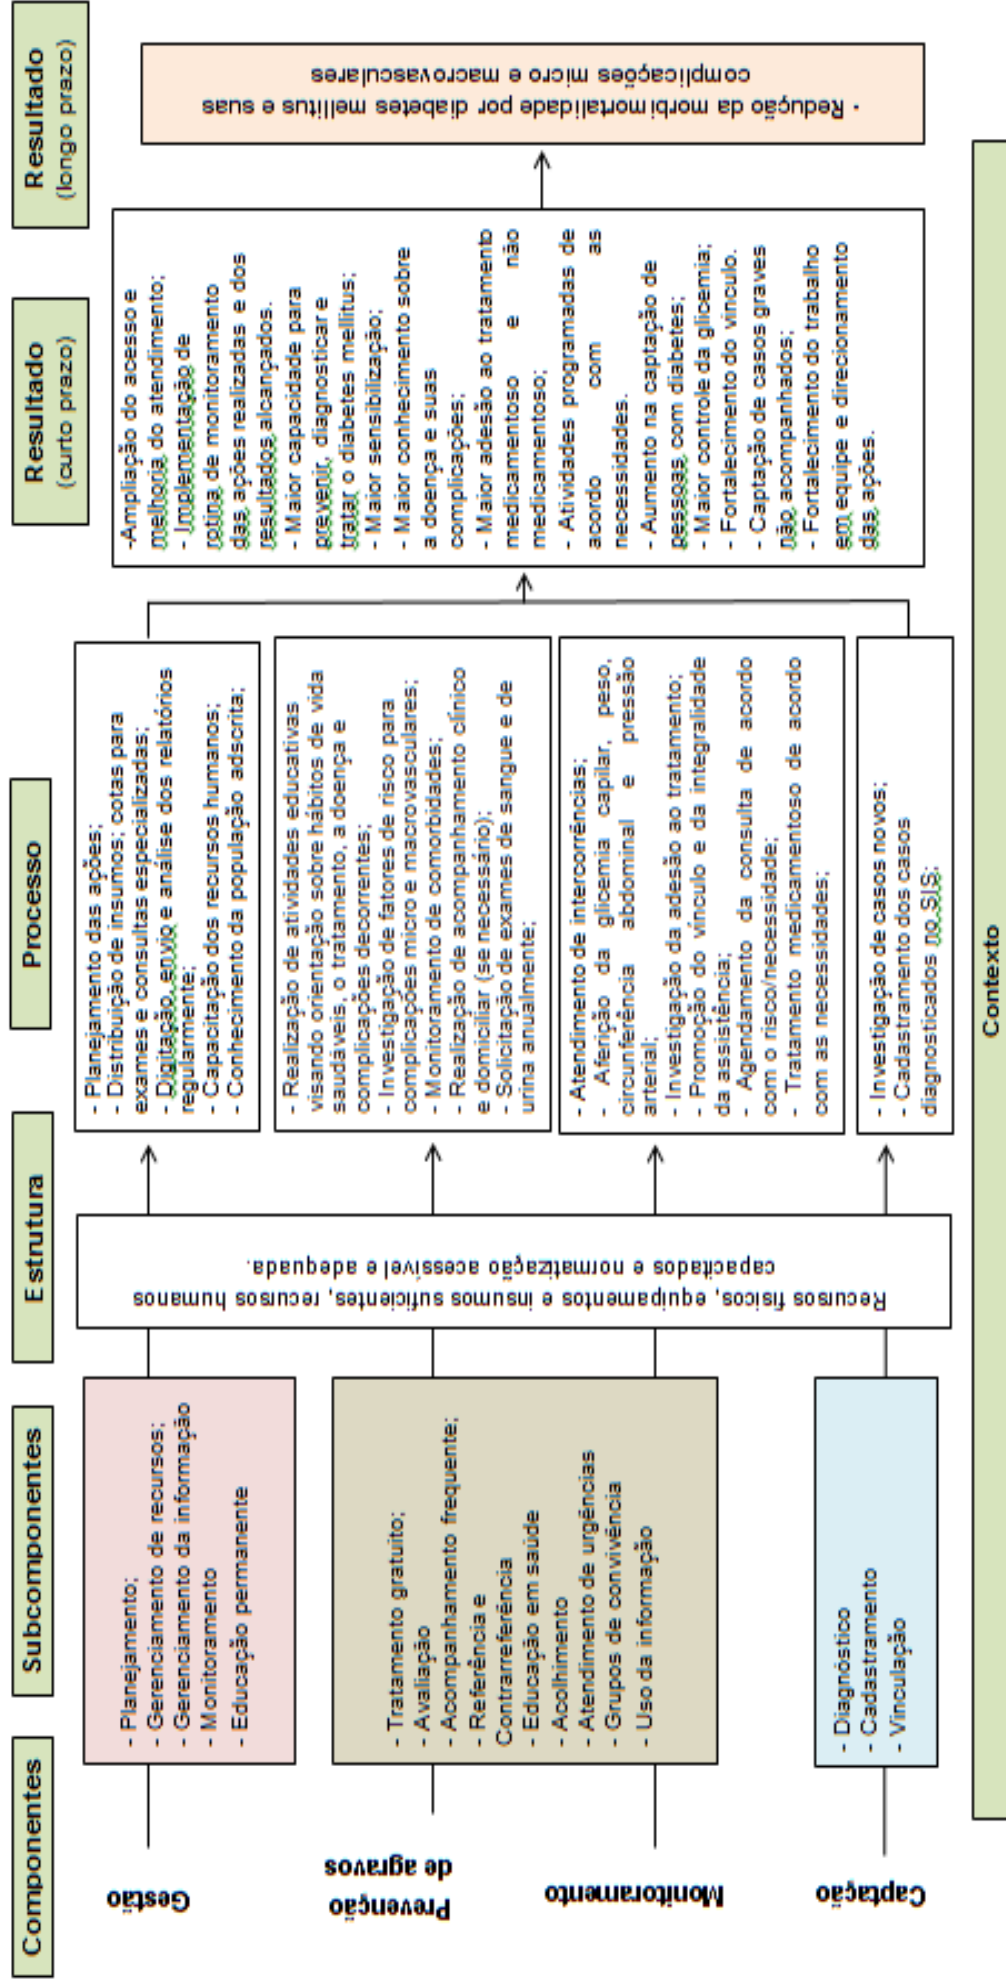 Componentes
Subcomponentes
Estrutura
Processo
Resultado
(curto prazo)
Resultado
(longo prazo)
Gestão
- Planejamento;
- Gerenciamento de recursos;
- Gerenciamento da informação
- Monitoramento
- Educação permanente
Prevenção
de agravos
Monitoramento
- Tratamento gratuito;
- Avaliação
- Acompanhamento frequente;
- Referência e
Contrarreferência
- Educação em saúde
- Acolhimento
- Atendimento de urgências
- Grupos de convivência
- Uso da informação
Captação
- Diagnóstico
- Cadastramento
- Vinculação
Recursos físicos, equipamentos e insumos suficientes, recursos humanos
capacitados e normatização acessível e adequada.
- Planejamento das ações;
- Distribuição de insumos; cotas para
exames e consultas especializadas;
- Digitação, envio e análise dos relatórios
regularmente;
- Capacitação dos recursos humanos;
- Conhecimento da população adscrita;
- Realização de atividades educativas
visando orientação sobre hábitos de vida
saudáveis, o tratamento, a doença e
complicações decorrentes;
- Investigação de fatores de risco para
complicações micro e macrovasculares;
- Monitoramento de comorbidades;
- Realização de acompanhamento clínico
e domiciliar (se necessário);
- Solicitação de exames de sangue e de
urina anualmente;
- Atendimento de intercorrências;
- Aferição da glicemia capilar, peso,
circunferência abdominal e pressão
arterial;
- Investigação da adesão ao tratamento;
- Promoção do vínculo e da integralidade
da assistência;
- Agendamento da consulta de acordo
com o risco/necessidade;
- Tratamento medicamentoso de acordo
com as necessidades;
- Investigação de casos novos;
- Cadastramento dos casos
diagnosticados no SIS;
-Ampliação do acesso e
melhoria do atendimento;
- Implementação de
rotina de monitoramento
das ações realizadas e dos
resultados alcançados.
- Maior capacidade para
prevenir, diagnosticar e
tratar o diabetes mellitus;
- Maior sensibilização;
- Maior conhecimento sobre
a doença e suas
complicações;
- Maior adesão ao tratamento
medicamentoso e não
medicamentoso;
- Atividades programadas de
acordo com as
necessidades.
- Aumento na captação de
pessoas com diabetes;
- Maior controle da glicemia;
- Fortalecimento do vínculo.
- Captação de casos graves
não acompanhados;
- Fortalecimento do trabalho
em equipe e direcionamento
das ações.
- Redução da morbimortalidade por diabetes mellitus e suas
complicações micro e macrovasculares
Contexto